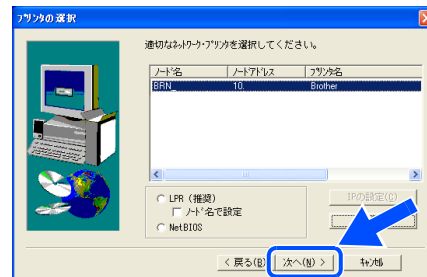 プリンタの選択
適切なネットワーク・プリンタを選択してください。
ノード名 ノードアドレス プリンタ名
BRN_ 10. Brother
LPR (推奨)
ノード名で設定
NetBIOS
IPの設定(O)
< 戻る(B) 次へ(N) > キャンセル